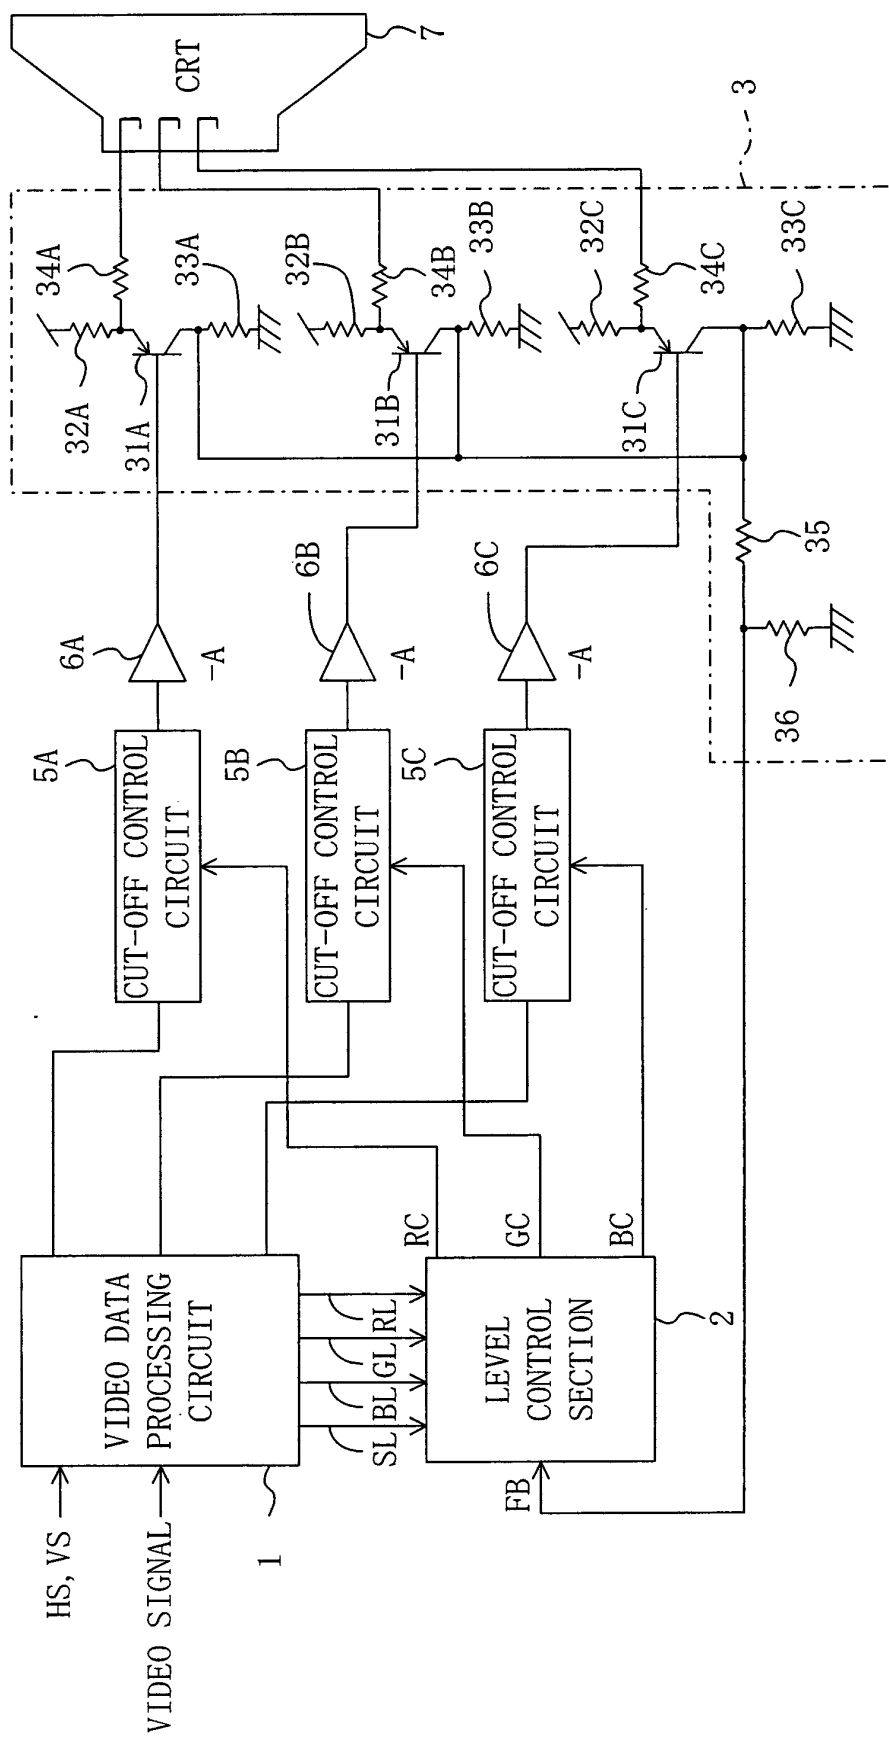 HS, VS
VIDEO SIGNAL
1
VIDEO DATA
PROCESSING
CIRCUIT
SL
BL
GL
RL
FB
LEVEL
CONTROL
SECTION
2
RC
GC
BC
5A
CUT-OFF CONTROL
CIRCUIT
5B
CUT-OFF CONTROL
CIRCUIT
5C
CUT-OFF CONTROL
CIRCUIT
6A
-A
6B
-A
6C
-A
36
35
32A
31A
34A
33A
32B
31B
34B
33B
32C
31C
34C
33C
3
CRT
7